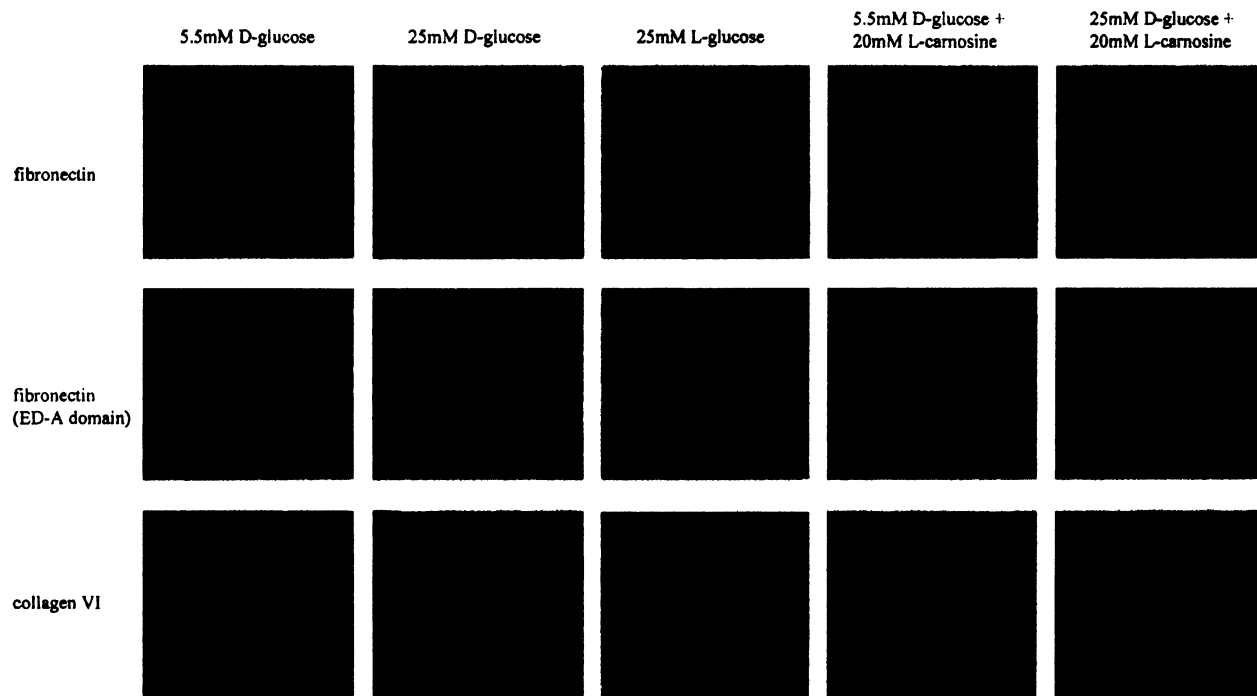 5.5mM D-glucose
25mM D-glucose
25mM L-glucose
5.5mM D-glucose +
20mM L-carnosine
25mM D-glucose +
20mM L-carnosine
fibronectin
fibronectin
(ED-A domain)
collagen VI